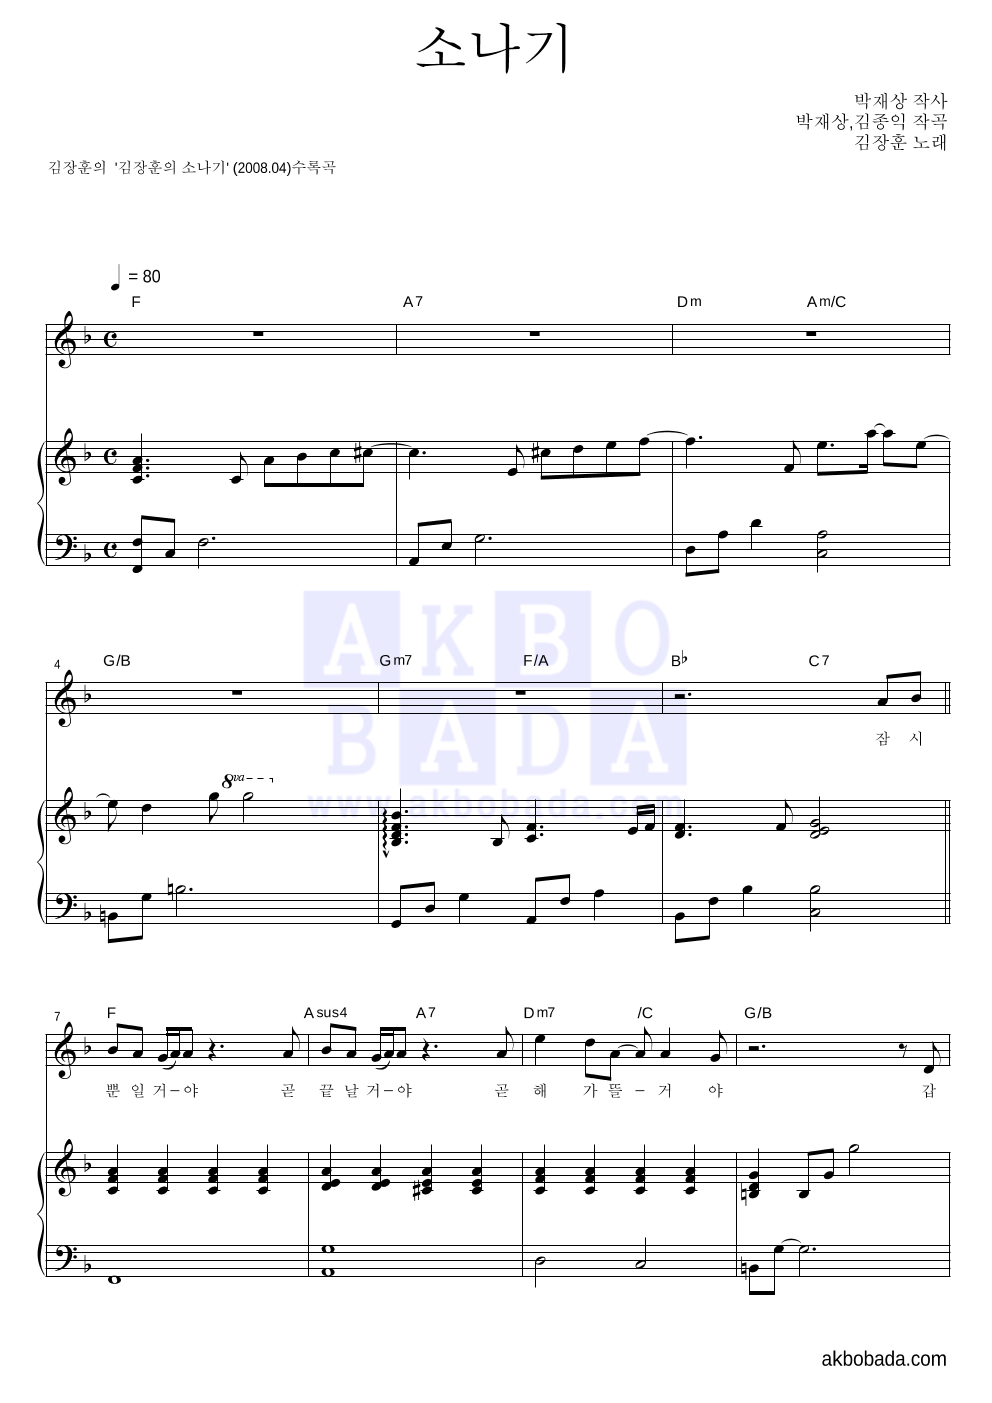 소나기
박재상 작사
박재상,김종익 작곡
김장훈 노래
김장훈의 '김장훈의 소나기' (2008.04)수록곡
= 80
F A7 Dm Am/C
4 G/B Gm7 F/A B♭ C7
잠 시
8va
AKBO
BADA
www.akbobada.com
7 F Asus4 A7 Dm7 /C G/B
뿐 일 거－야 곧 끝 날 거－야 곧 해 가 뜰－거 야 갑
akbobada.com